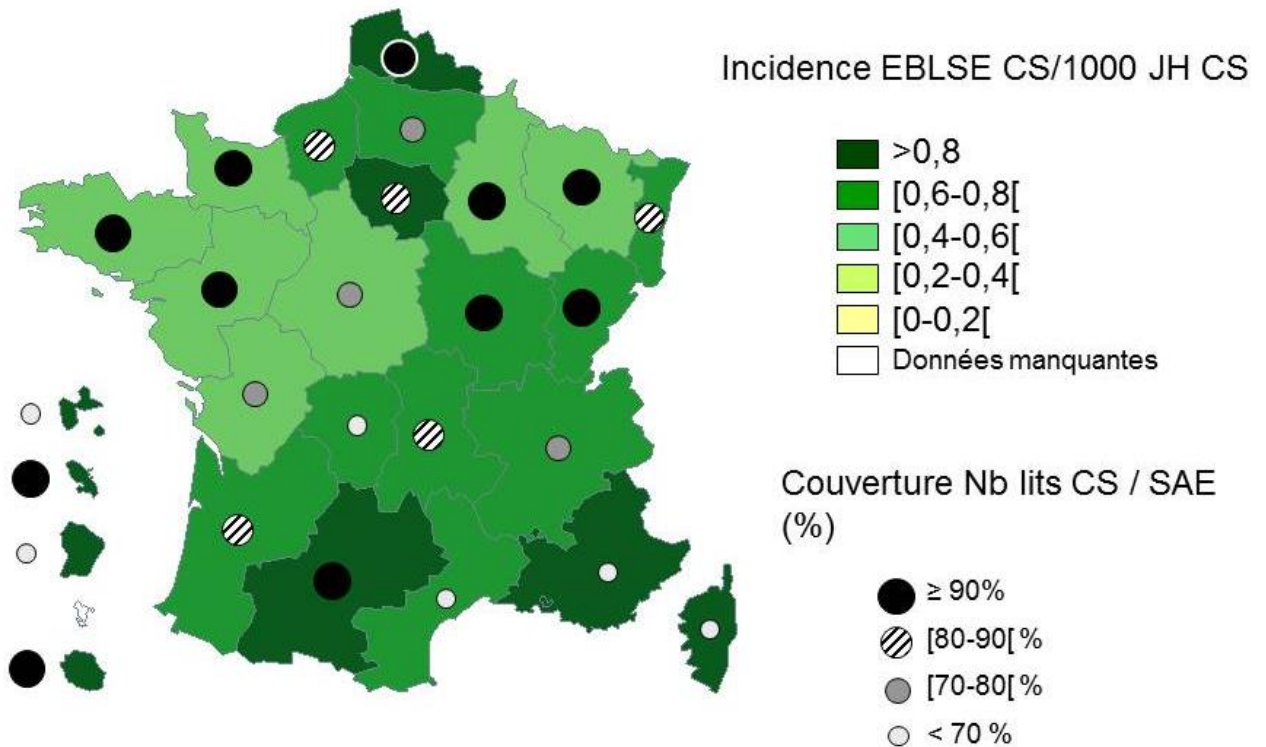 Incidence EBLSE CS/1000 JH CS
>0,8
[0,6-0,8[
[0,4-0,6[
[0,2-0,4[
[0-0,2[
Données manquantes
Couverture Nb lits CS / SAE
(%)
≥ 90%
[80-90[ %
[70-80[ %
< 70 %